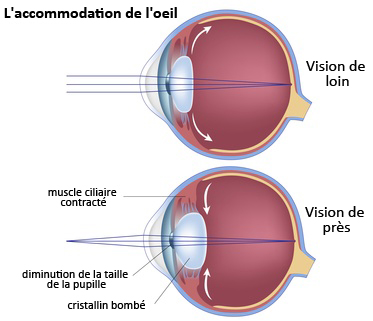 L'accommodation de l'oeil
Vision de
loin
muscle ciliaire
contracté
Vision de
près
diminution de la taille
de la pupille
cristallin bombé